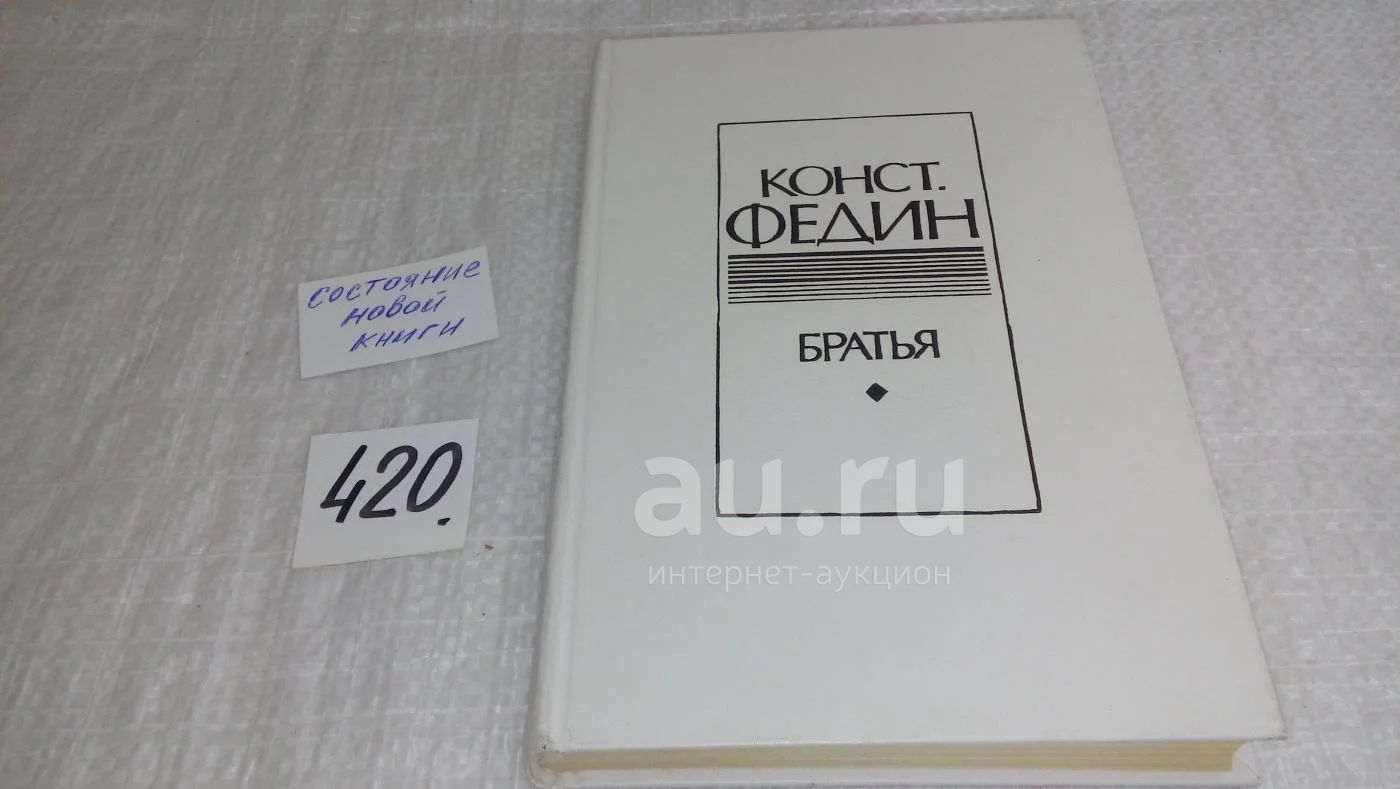 состояние
новой
книги
420.
КОНСТ.
ФЕДИН
БРАТЬЯ
au.ru
интернет-аукцион